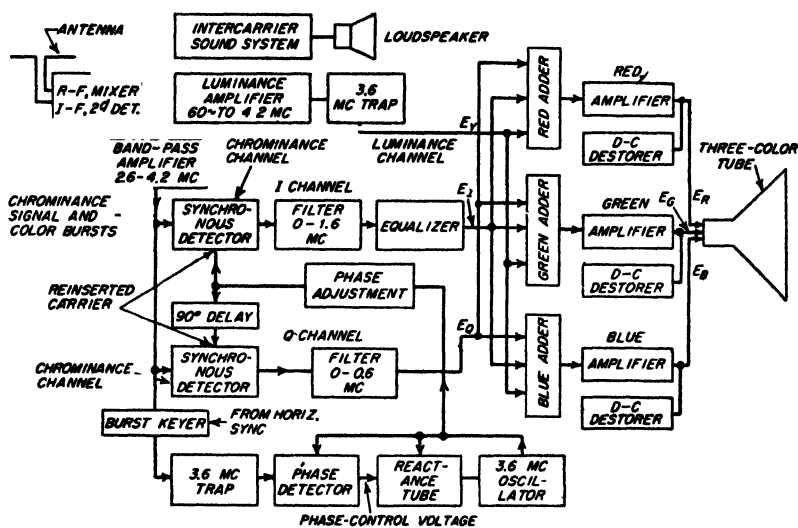 ANTENNA
INTERCARRIER
SOUND SYSTEM
LOUDSPEAKER
R-F, MIXER
I-F, 2d DET.
LUMINANCE
AMPLIFIER
60~TO 4 2 MC
3.6
MC TRAP
RED ADDER
RED
AMPLIFIER
D-C
DESTORER
THREE-COLOR
TUBE
BAND-PASS
AMPLIFIER
2.6-4.2 MC
CHROMINANCE
CHANNEL
LUMINANCE
CHANNEL
EY
CHROMINANCE
SIGNAL AND -
COLOR BURSTS
SYNCHRO-
NOUS
DETECTOR
I CHANNEL
FILTER
0-1.6
MC
EQUALIZER
EI
GREEN ADDER
GREEN
AMPLIFIER
D-C
DESTORER
EG
ER
EB
REINSERTED
CARRIER
PHASE
ADJUSTMENT
90° DELAY
Q-CHANNEL
EQ
CHROMINANCE
CHANNEL
SYNCHRO-
NOUS
DETECTOR
FILTER
0-0.6
MC
BLUE ADDER
BLUE
AMPLIFIER
D-C
DESTORER
BURST KEYER
FROM HORIZ.
SYNC
3.6 MC
TRAP
PHASE
DETECTOR
REACT-
ANCE
TUBE
3.6 MC
OSCIL-
LATOR
PHASE-CONTROL VOLTAGE